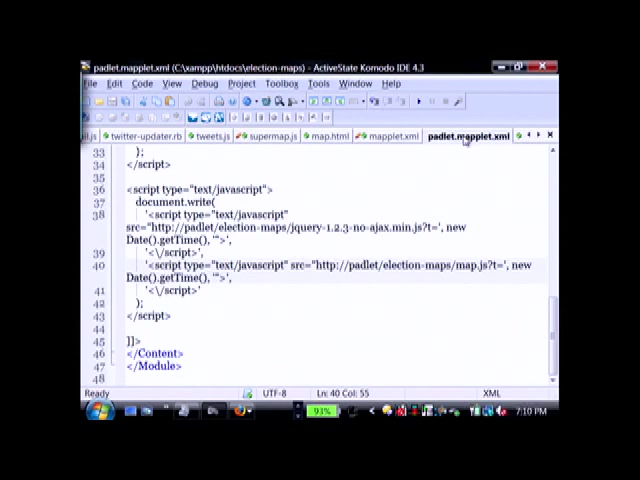 padlet.mapplet.xml (C:\xampp\htdocs\election-maps) - ActiveState Komodo IDE 4.3
File Edit Code View Debug Project Toolbox Tools Window Help
il.js twitter-updater.rb tweets.js supermap.js map.html mapplet.xml padlet.mapplet.xml
33 );
34 </script>
35
36 <script type="text/javascript">
37 document.write(
38 '<script type="text/javascript"
src="http://padlet/election-maps/jquery-1.2.3-no-ajax.min.js?t=', new
Date().getTime(), '">',
39 '<\/script>',
40 '<script type="text/javascript" src="http://padlet/election-maps/map.js?t=', new
Date().getTime(), '">',
41 '<\/script>'
42 );
43 </script>
44
45 ]]>
46 </Content>
47 </Module>
48
Ready UTF-8 Ln: 40 Col: 55 XML
93% 7:10 PM